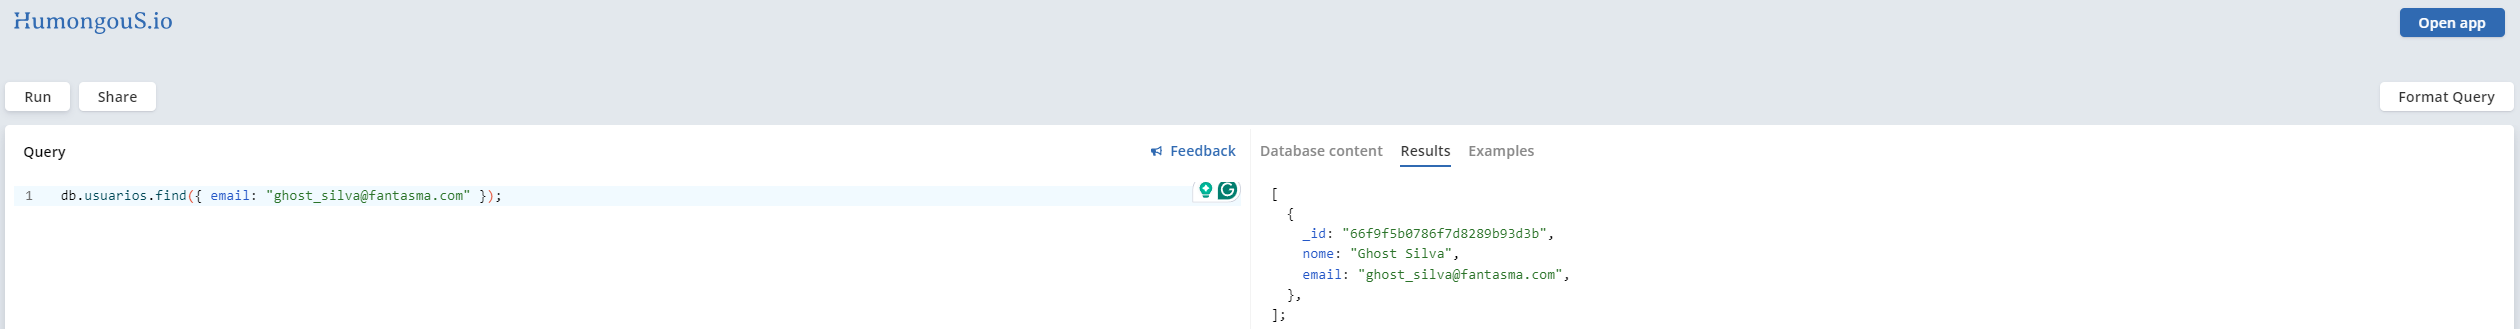 HumongouS.io
Open app
Run
Share
Format Query
Query
Feedback
1 db.usuarios.find({ email: "ghost_silva@fantasma.com" });
Database content
Results
Examples
[
{
_id: "66f9f5b0786f7d8289b93d3b",
nome: "Ghost Silva",
email: "ghost_silva@fantasma.com",
},
];